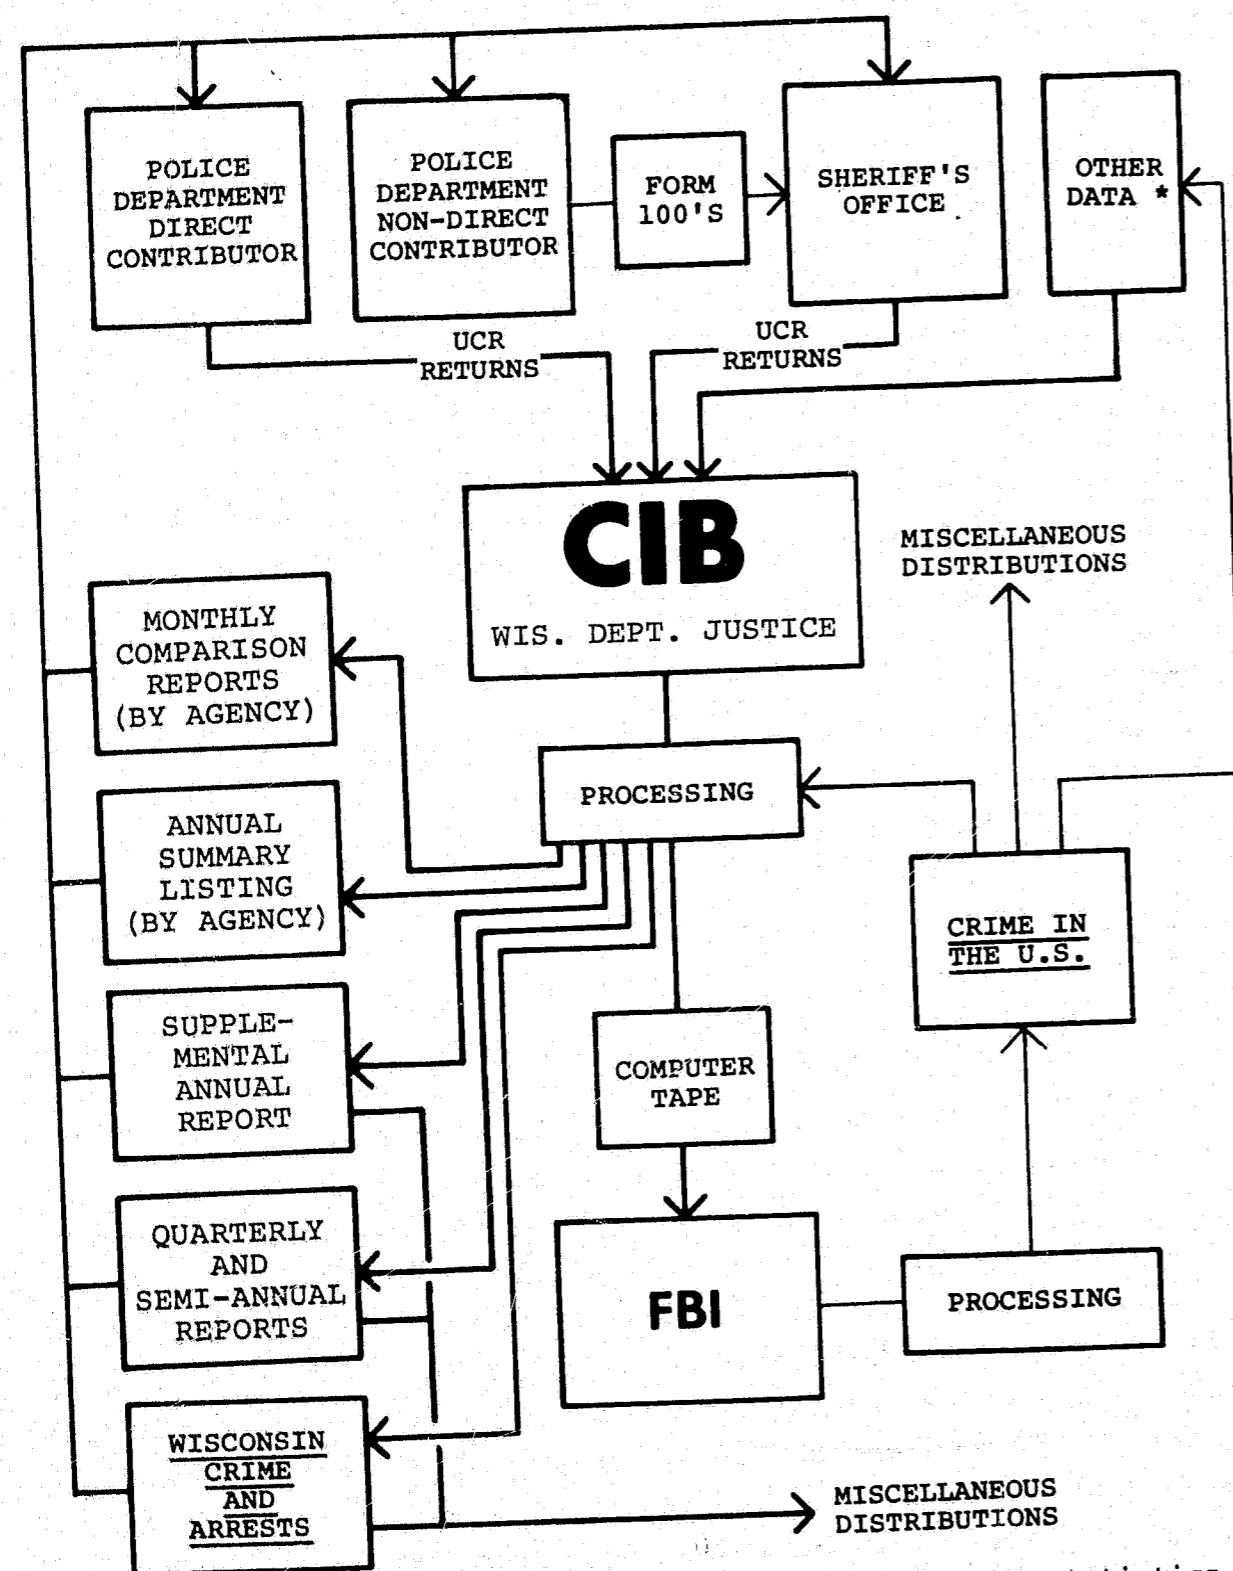 POLICE
DEPARTMENT
DIRECT
CONTRIBUTOR
POLICE
DEPARTMENT
NON-DIRECT
CONTRIBUTOR
FORM
100'S
SHERIFF'S
OFFICE
OTHER
DATA *
UCR
RETURNS
UCR
RETURNS
CIB
WIS. DEPT. JUSTICE
MISCELLANEOUS
DISTRIBUTIONS
MONTHLY
COMPARISON
REPORTS
(BY AGENCY)
PROCESSING
ANNUAL
SUMMARY
LISTING
(BY AGENCY)
CRIME IN
THE U.S.
SUPPLE-
MENTAL
ANNUAL
REPORT
COMPUTER
TAPE
QUARTERLY
AND
SEMI-ANNUAL
REPORTS
FBI
PROCESSING
WISCONSIN
CRIME
AND
ARRESTS
MISCELLANEOUS
DISTRIBUTIONS